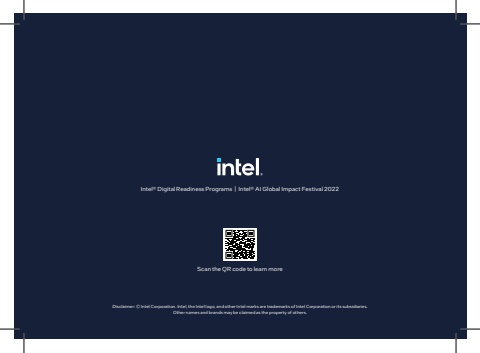 intel.
Intel® Digital Readiness Programs | Intel® AI Global Impact Festival 2022
Scan the QR code to learn more
Disclaimer: © Intel Corporation. Intel, the Intel logo, and other Intel marks are trademarks of Intel Corporation or its subsidiaries.
Other names and brands may be claimed as the property of others.